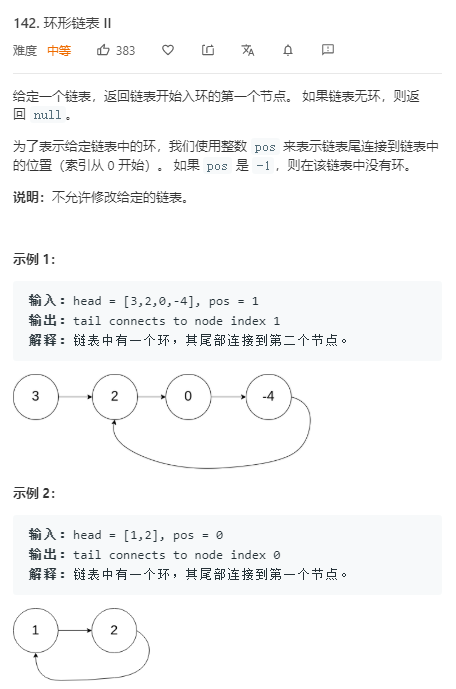 142. 环形链表 II
难度 中等 383
给定一个链表，返回链表开始入环的第一个节点。 如果链表无环，则返
回 null。
为了表示给定链表中的环，我们使用整数 pos 来表示链表尾连接到链表中
的位置（索引从 0 开始）。 如果 pos 是 -1，则在该链表中没有环。
说明：不允许修改给定的链表。
示例 1：
输入：head = [3,2,0,-4], pos = 1
输出：tail connects to node index 1
解释：链表中有一个环，其尾部连接到第二个节点。
3 2 0 -4
示例 2：
输入：head = [1,2], pos = 0
输出：tail connects to node index 0
解释：链表中有一个环，其尾部连接到第一个节点。
1 2